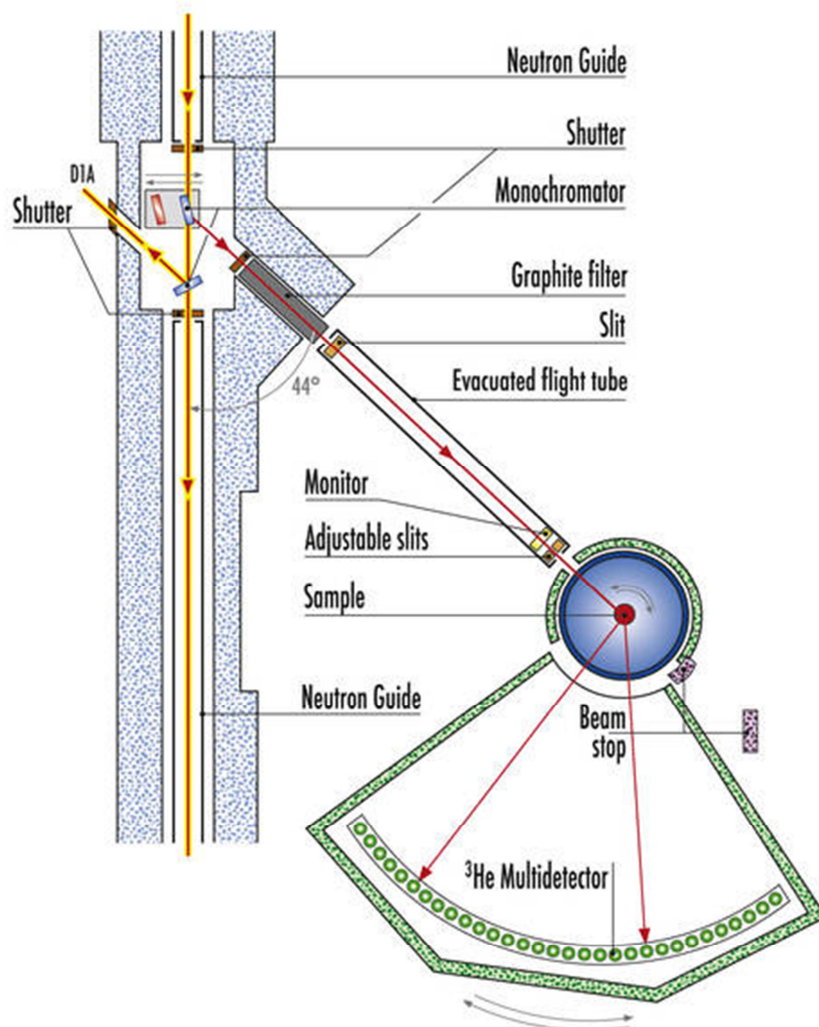 Neutron Guide
Shutter
D1A
Monochromator
Shutter
Graphite filter
Slit
Evacuated flight tube
44°
Monitor
Adjustable slits
Sample
Neutron Guide
Beam
stop
³He Multidetector